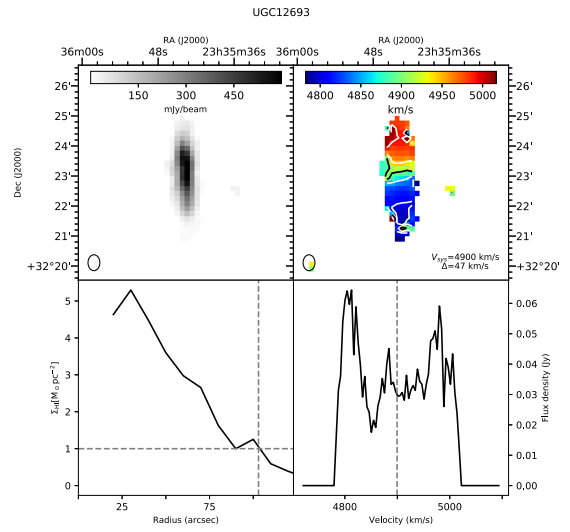 UGC12693
RA (J2000) RA (J2000)
36m00s 48s 23h35m36s 36m00s 48s 23h35m36s
26' 26'
150 300 450 4800 4850 4900 4950 5000
mJy/beam km/s
25' 25'
24' 24'
Dec (J2000)
23' 23'
22' 22'
21' 21'
V_sys=4900 km/s
+32°20' Δ=47 km/s +32°20'
5 0,06
0,05
4
0,04
3
Σ_HI[M_⊙pc^−2] Flux density (Jy)
0,03
2
0,02
1
0,01
0 0,00
25 75 4800 5000
Radius (arcsec) Velocity (km/s)